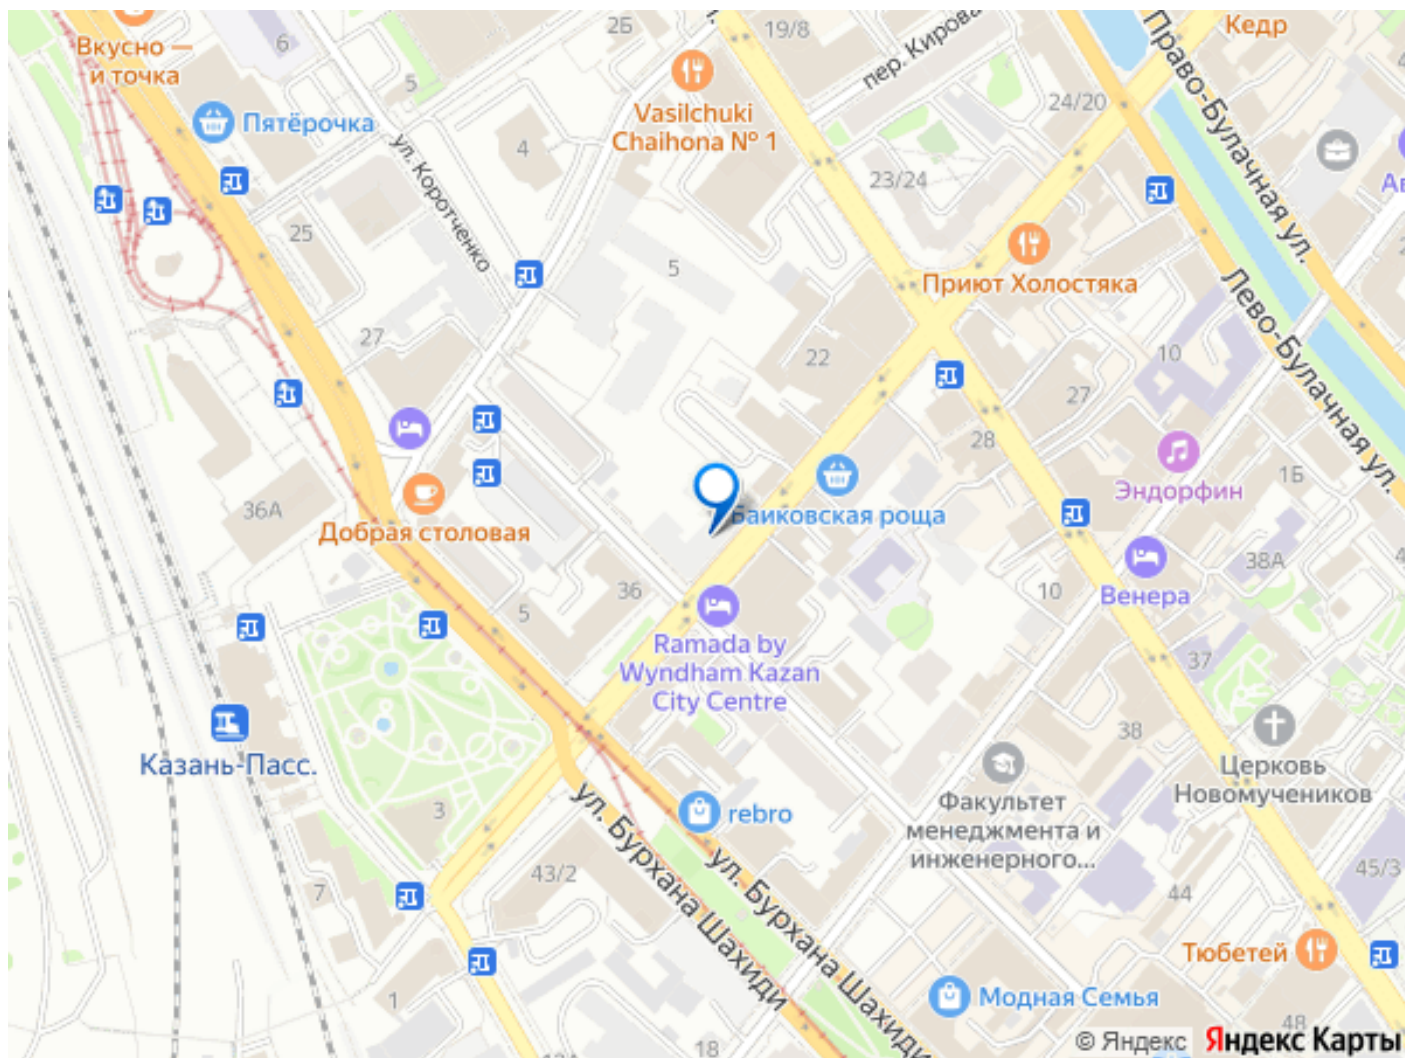 2Б
19/8
Кедр
Вкусно —
и точка
6
5
пер. Кирова
Право-Булачная ул.
24/20
Vasilchuki
Chaihona № 1
Пятёрочка
4
ул. Коротченко
23/24
25
5
Приют Холостяка
Лево-Булачная ул.
27
22
10
27
28
Эндорфин
1Б
36А
Добрая столовая
Баиковская роща
38А
36
10
Венера
5
Ramada by
Wyndham Kazan
City Centre
37
38
Казань-Пасс.
Церковь
Новомучеников
3
rebro
Факультет
менеджмента и
инженерного...
ул. Бурхана Шахиди
ул. Бурхана Шахиди
43/2
7
44
45/3
Тюбетей
1
Модная Семья
48
18
© Яндекс Яндекс Карты